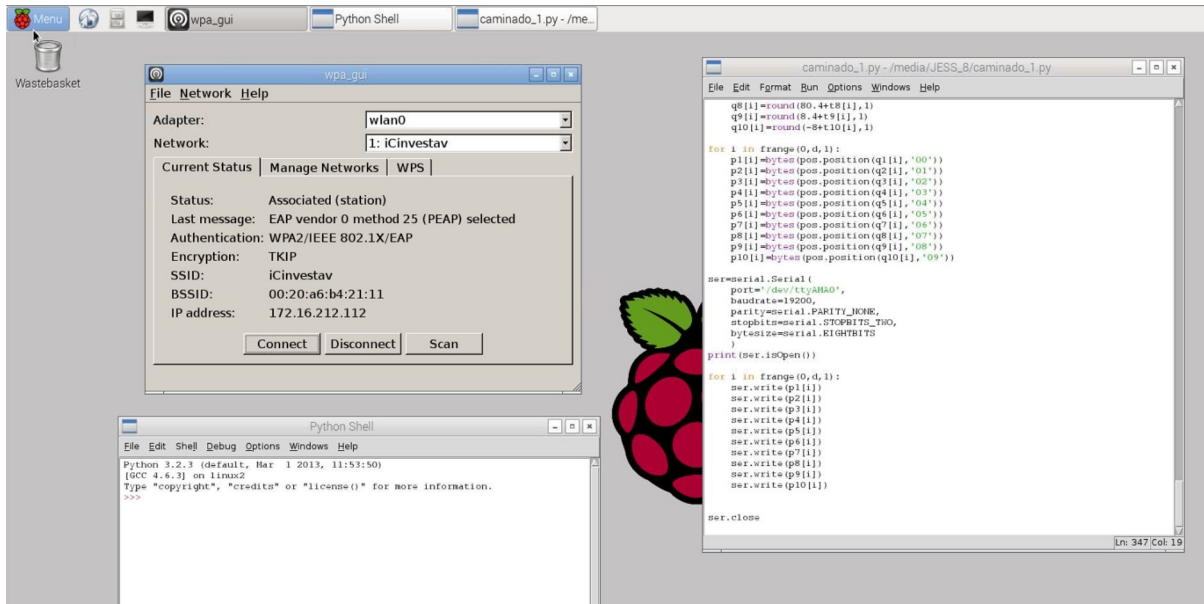 Menu
wpa_gui
Python Shell
caminado_1.py - /me...
Wastebasket
wpa_gui
File Network Help
Adapter: wlan0
Network: 1: iCinvestav
Current Status Manage Networks WPS
Status: Associated (station)
Last message: EAP vendor 0 method 25 (PEAP) selected
Authentication: WPA2/IEEE 802.1X/EAP
Encryption: TKIP
SSID: iCinvestav
BSSID: 00:20:a6:b4:21:11
IP address: 172.16.212.112
Connect Disconnect Scan
Python Shell
File Edit Shell Debug Options Windows Help
Python 3.2.3 (default, Mar 1 2013, 11:53:50)
[GCC 4.6.3] on linux2
Type "copyright", "credits" or "license()" for more information.
>>>
caminado_1.py - /media/JESS_8/caminado_1.py
File Edit Format Run Options Windows Help
q8[i]=round(80.4+t8[i],1)
q9[i]=round(8.4+t9[i],1)
q10[i]=round(-8+t10[i],1)
for i in frange(0,d,1):
p1[i]=bytes(pos.position(q1[i],'00'))
p2[i]=bytes(pos.position(q2[i],'01'))
p3[i]=bytes(pos.position(q3[i],'02'))
p4[i]=bytes(pos.position(q4[i],'03'))
p5[i]=bytes(pos.position(q5[i],'04'))
p6[i]=bytes(pos.position(q6[i],'05'))
p7[i]=bytes(pos.position(q7[i],'06'))
p8[i]=bytes(pos.position(q8[i],'07'))
p9[i]=bytes(pos.position(q9[i],'08'))
p10[i]=bytes(pos.position(q10[i],'09'))
ser=serial.Serial(
port='/dev/ttyAMA0',
baudrate=19200,
parity=serial.PARITY_NONE,
stopbits=serial.STOPBITS_TWO,
bytesize=serial.EIGHTBITS
)
print(ser.isOpen())
for i in frange(0,d,1):
ser.write(p1[i])
ser.write(p2[i])
ser.write(p3[i])
ser.write(p4[i])
ser.write(p5[i])
ser.write(p6[i])
ser.write(p7[i])
ser.write(p8[i])
ser.write(p9[i])
ser.write(p10[i])
ser.close
Ln: 347 Col: 19